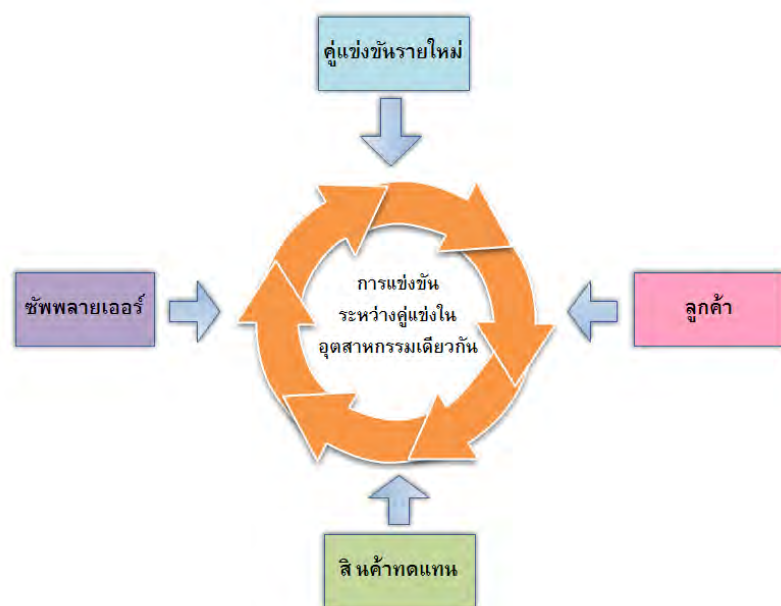 คู่แข่งขันรายใหม่
ซัพพลายเออร์
การแข่งขัน
ระหว่างคู่แข่งใน
อุตสาหกรรมเดียวกัน
ลูกค้า
สินค้าทดแทน